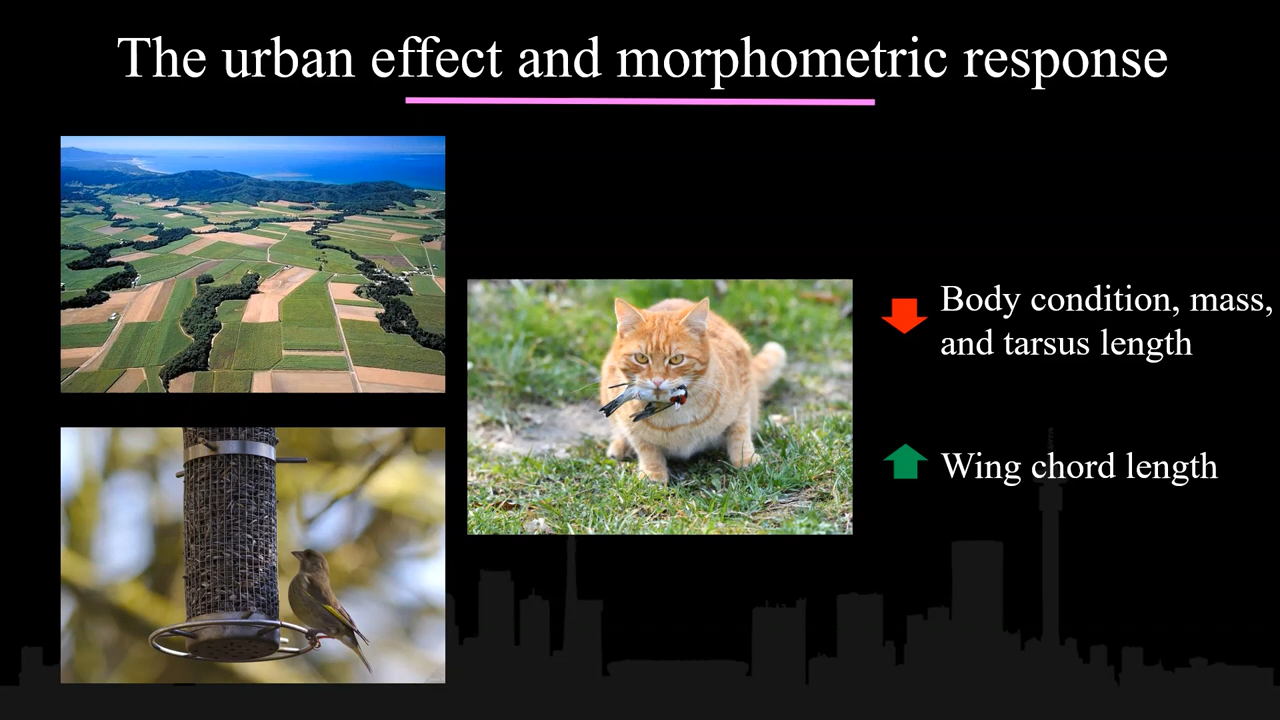 The urban effect and morphometric response
Body condition, mass,
and tarsus length
Wing chord length